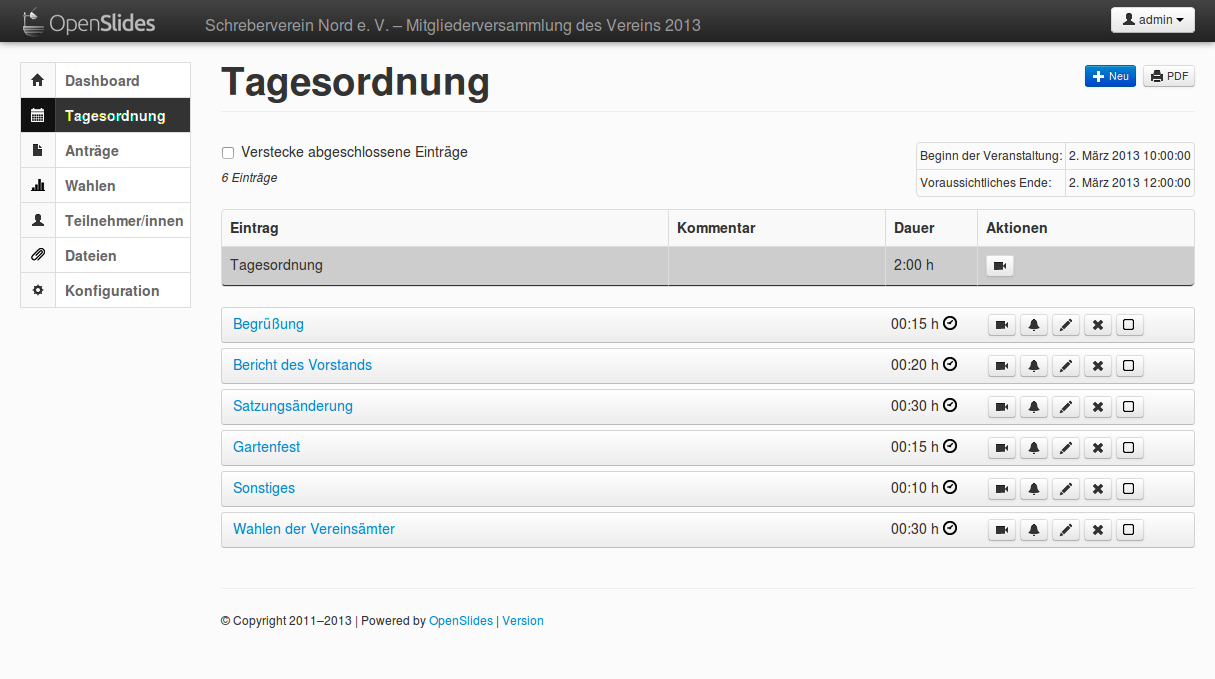 OpenSlides
Schreberverein Nord e. V. – Mitgliederversammlung des Vereins 2013
admin
Dashboard
Tagesordnung
Anträge
Wahlen
Teilnehmer/innen
Dateien
Konfiguration
Tagesordnung
Neu
PDF
Verstecke abgeschlossene Einträge
6 Einträge
Beginn der Veranstaltung: 2. März 2013 10:00:00
Voraussichtliches Ende: 2. März 2013 12:00:00
Eintrag Kommentar Dauer Aktionen
Tagesordnung 2:00 h
Begrüßung 00:15 h
Bericht des Vorstands 00:20 h
Satzungsänderung 00:30 h
Gartenfest 00:15 h
Sonstiges 00:10 h
Wahlen der Vereinsämter 00:30 h
© Copyright 2011–2013 | Powered by OpenSlides | Version